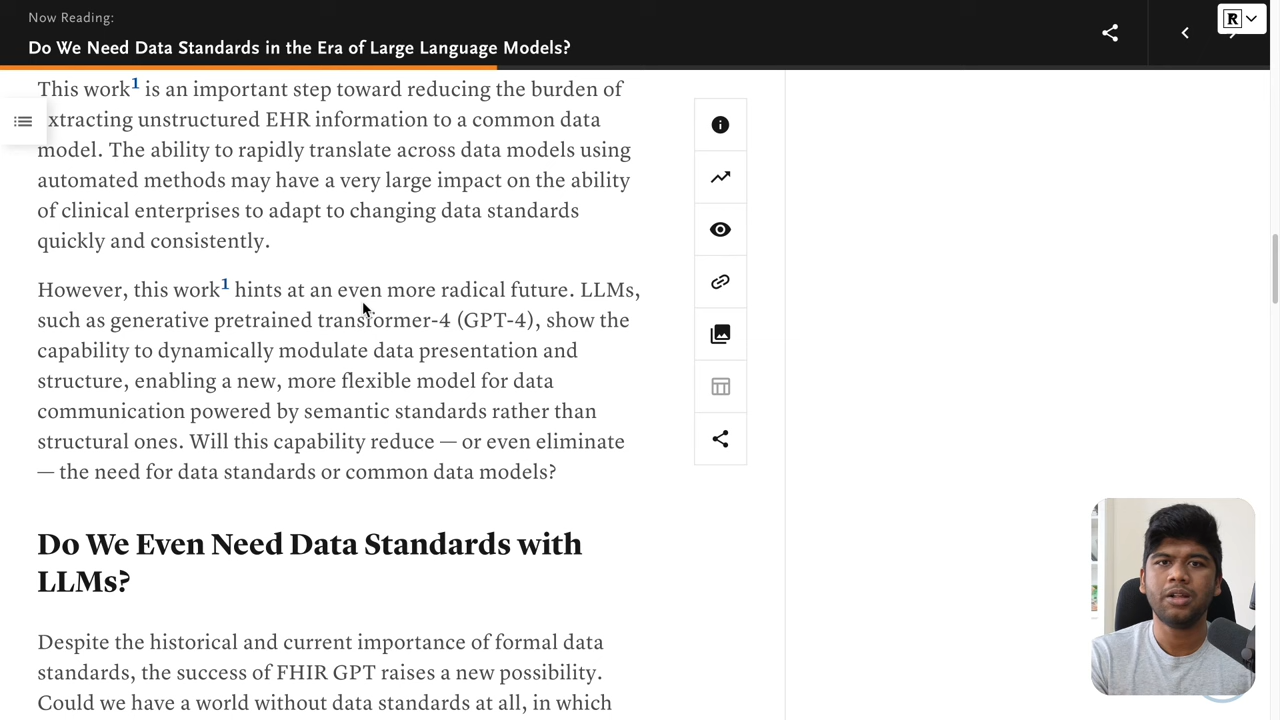 Now Reading:
Do We Need Data Standards in the Era of Large Language Models?
R
This work1 is an important step toward reducing the burden of
xtracting unstructured EHR information to a common data
model. The ability to rapidly translate across data models using
automated methods may have a very large impact on the ability
of clinical enterprises to adapt to changing data standards
quickly and consistently.
However, this work1 hints at an even more radical future. LLMs,
such as generative pretrained transformer-4 (GPT-4), show the
capability to dynamically modulate data presentation and
structure, enabling a new, more flexible model for data
communication powered by semantic standards rather than
structural ones. Will this capability reduce — or even eliminate
— the need for data standards or common data models?
Do We Even Need Data Standards with
LLMs?
Despite the historical and current importance of formal data
standards, the success of FHIR GPT raises a new possibility.
Could we have a world without data standards at all, in which